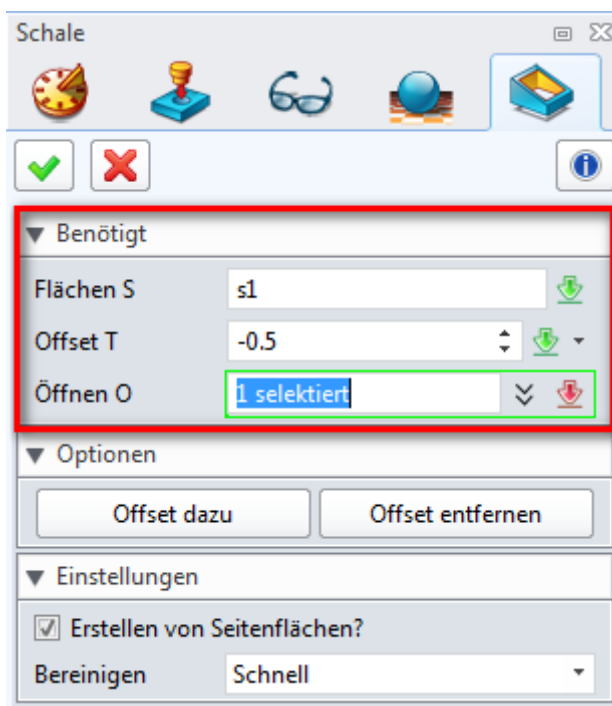 Schale
Benötigt
Flächen S s1
Offset T -0.5
Öffnen O 1 selektiert
Optionen
Offset dazu Offset entfernen
Einstellungen
Erstellen von Seitenflächen?
Bereinigen Schnell